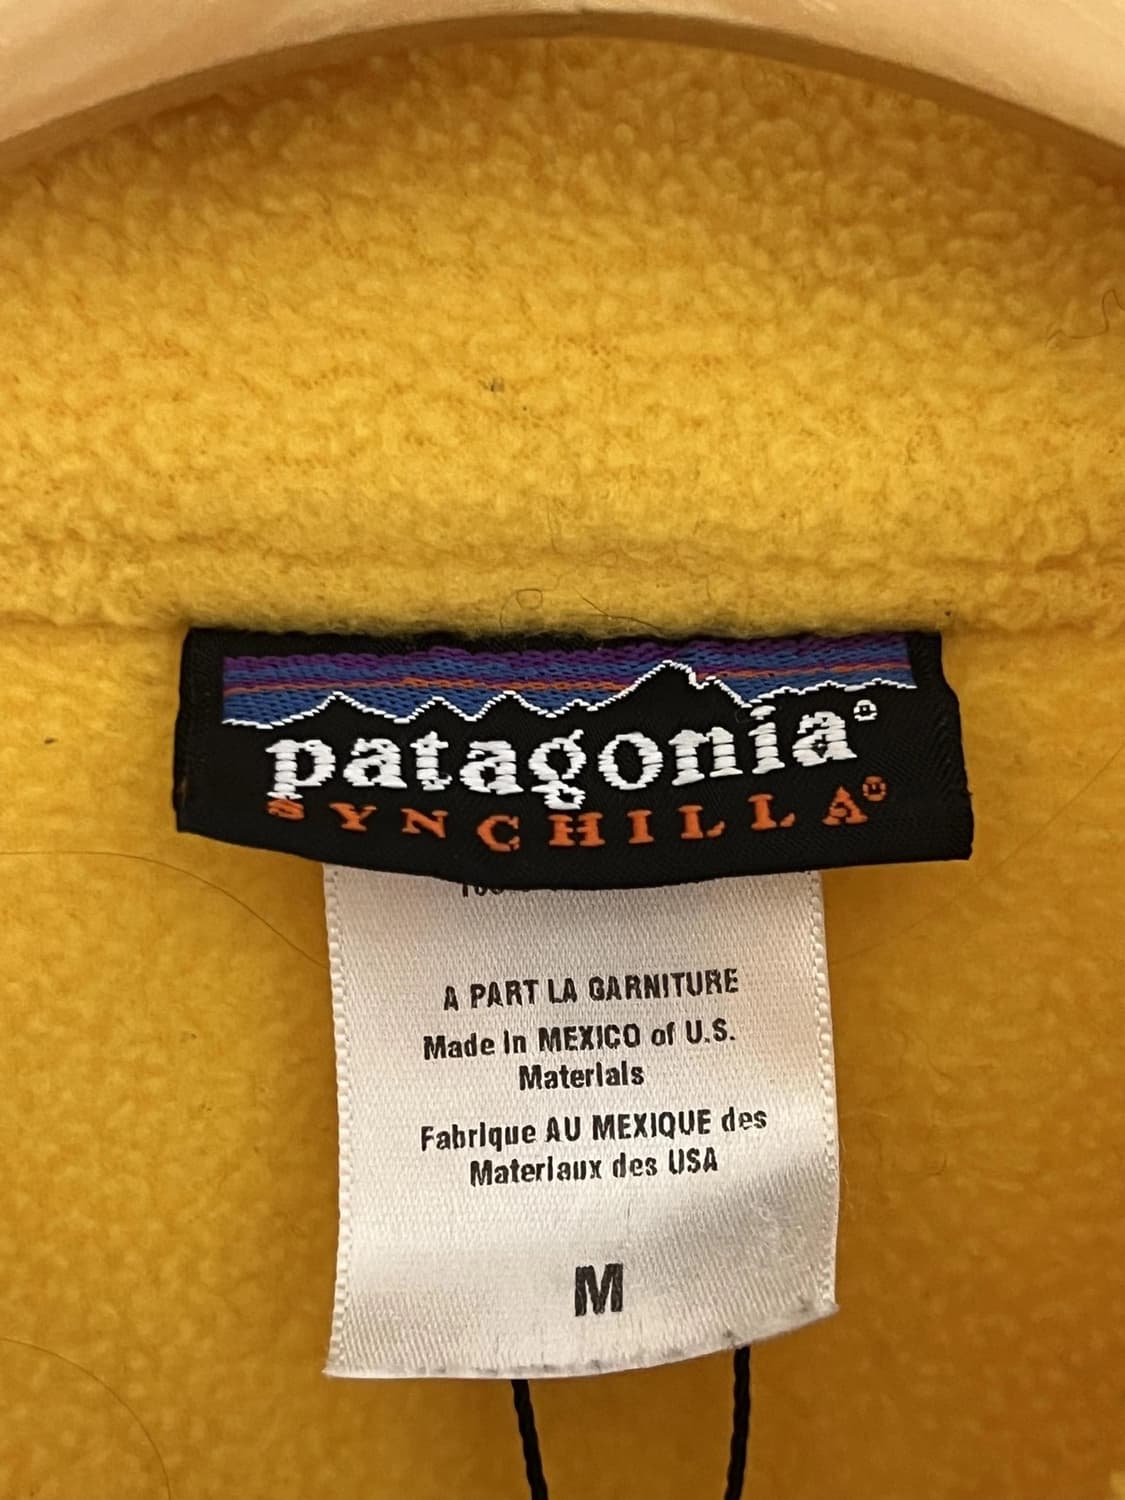 patagonia®
SYNCHILLA®
A PART LA GARNITURE
Made In MEXICO of U.S.
Materials
Fabrique AU MEXIQUE des
Materiaux des USA
M